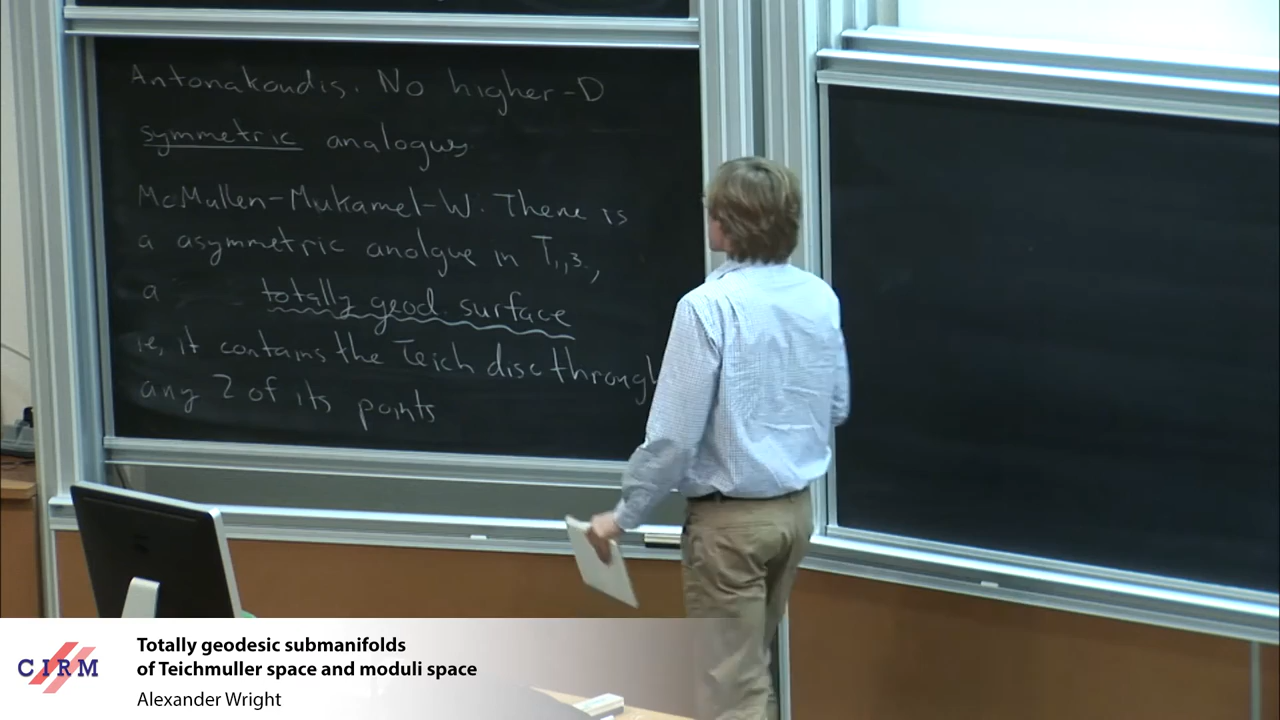 Antonakoudis. No higher-D
symmetric analogus
McMullen-Mukamel-W. There is
a asymmetric anolgue in T1,3,
a totally geod. surface
ie, it contains the Teich disc through
any 2 of its points
CIRM
Totally geodesic submanifolds
of Teichmuller space and moduli space
Alexander Wright